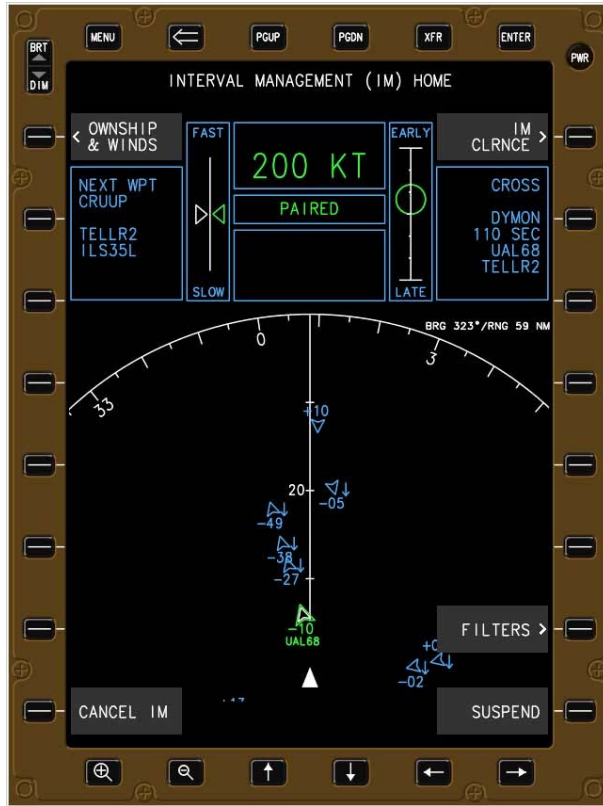 MENU
PGUP
PGDN
XFR
ENTER
BRT
DIM
PWR
INTERVAL MANAGEMENT (IM) HOME
< OWNSHIP
& WINDS
FAST
200 KT
EARLY
IM
CLRNCE >
NEXT WPT
CRUUP
TELLR2
ILS35L
PAIRED
CROSS
DYMON
110 SEC
UAL68
TELLR2
SLOW
LATE
BRG 323°/RNG 59 NM
0
3
33
+10
20
-05
-49
-38
-27
-10
UAL68
FILTERS >
-02
CANCEL IM
SUSPEND